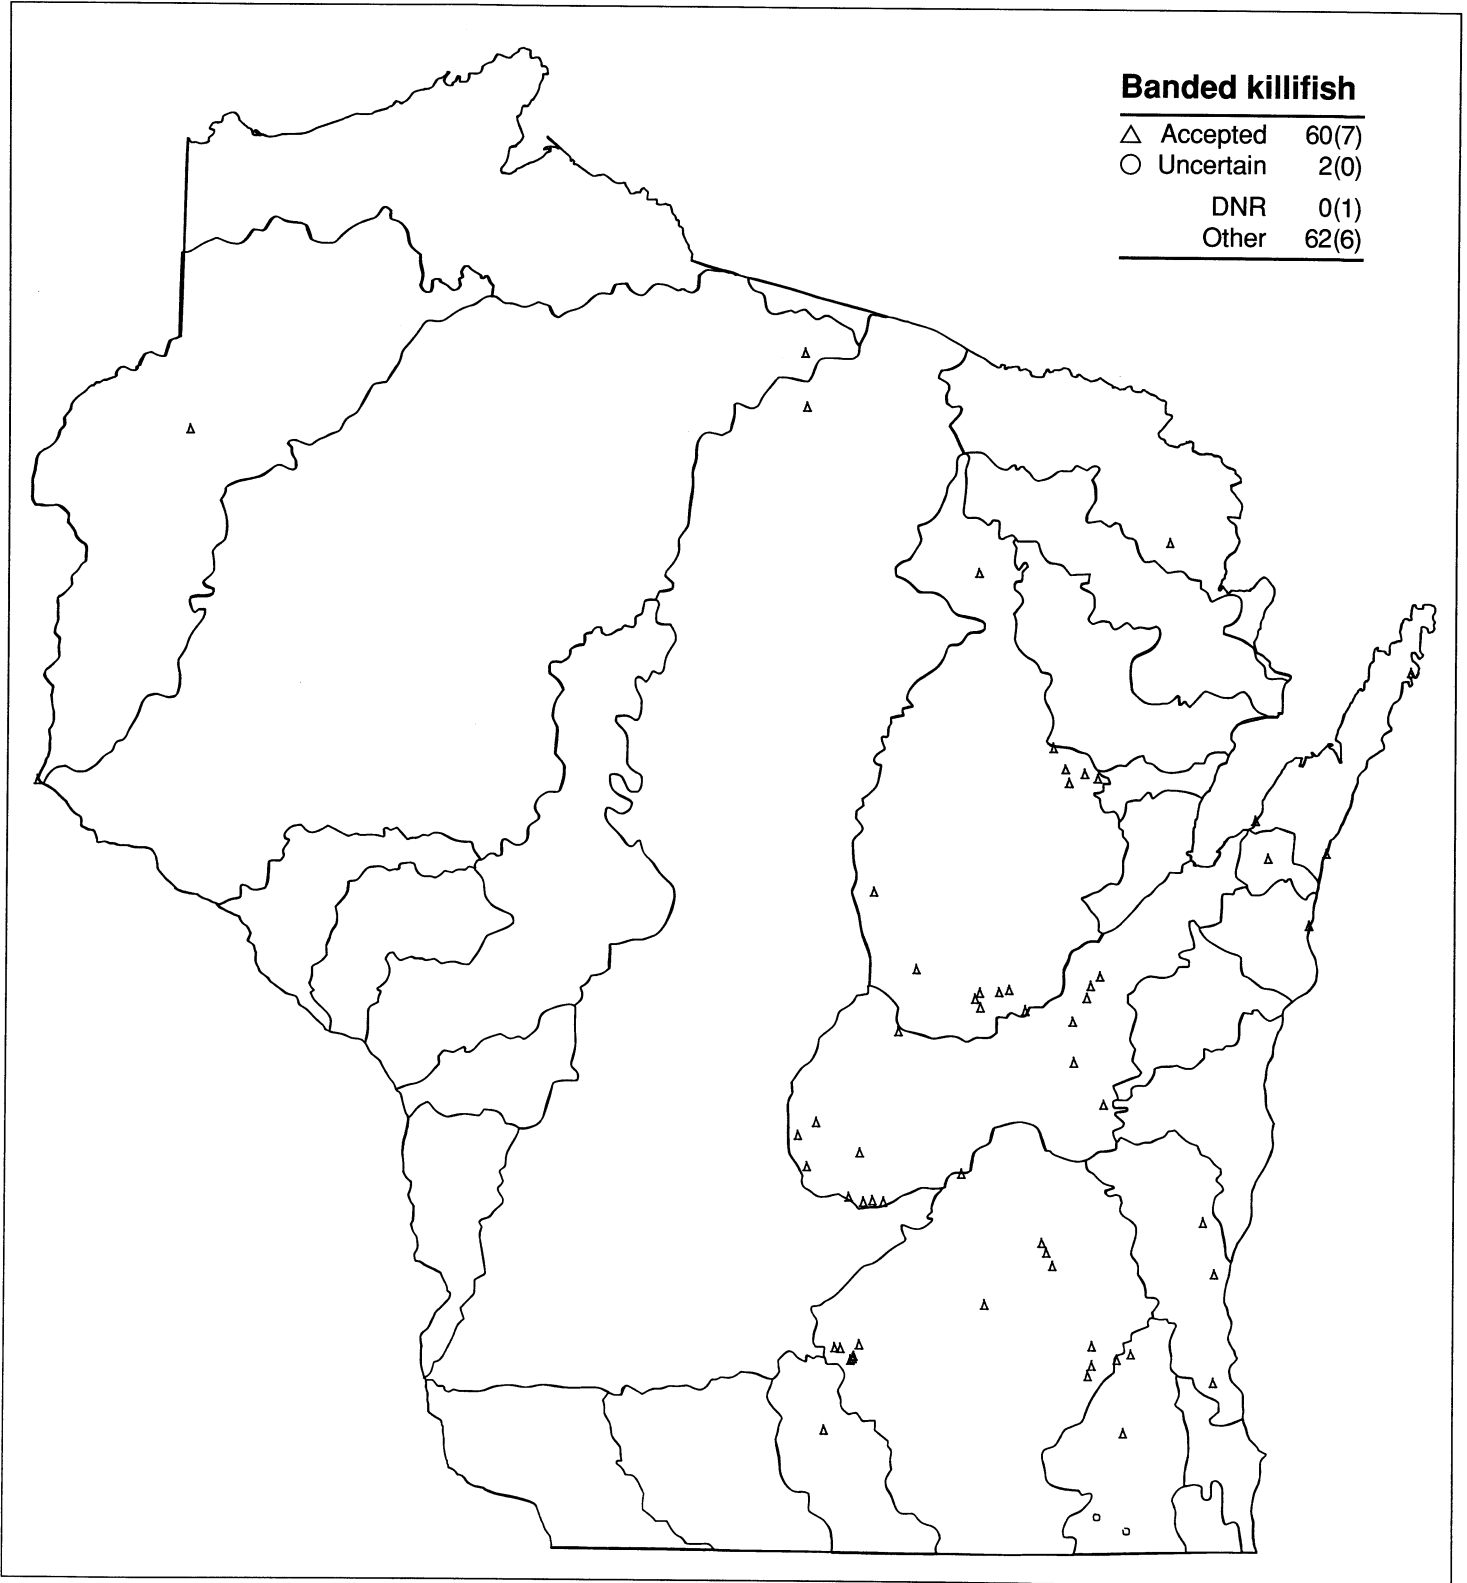 Banded killifish
△ Accepted 60(7)
○ Uncertain 2(0)
DNR 0(1)
Other 62(6)